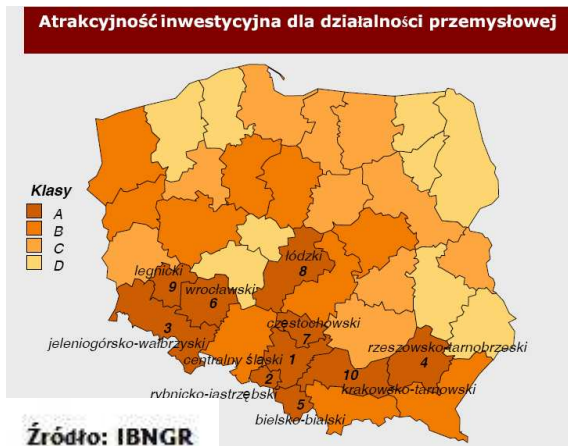 Atrakcyjność inwestycyjna dla działalności przemysłowej
Klasy
A
B
C
D
łódzki
8
legnicki
9
wrocławski
6
3
jeleniogórsko-wałbrzyski
częstochowski
7
centralny śląski
1
rzeszowsko-tarnobrzeski
4
2
10
rybnicko-jastrzębski
krakowsko-tarnowski
5
bielsko-bialski
Źródło: IBNGR